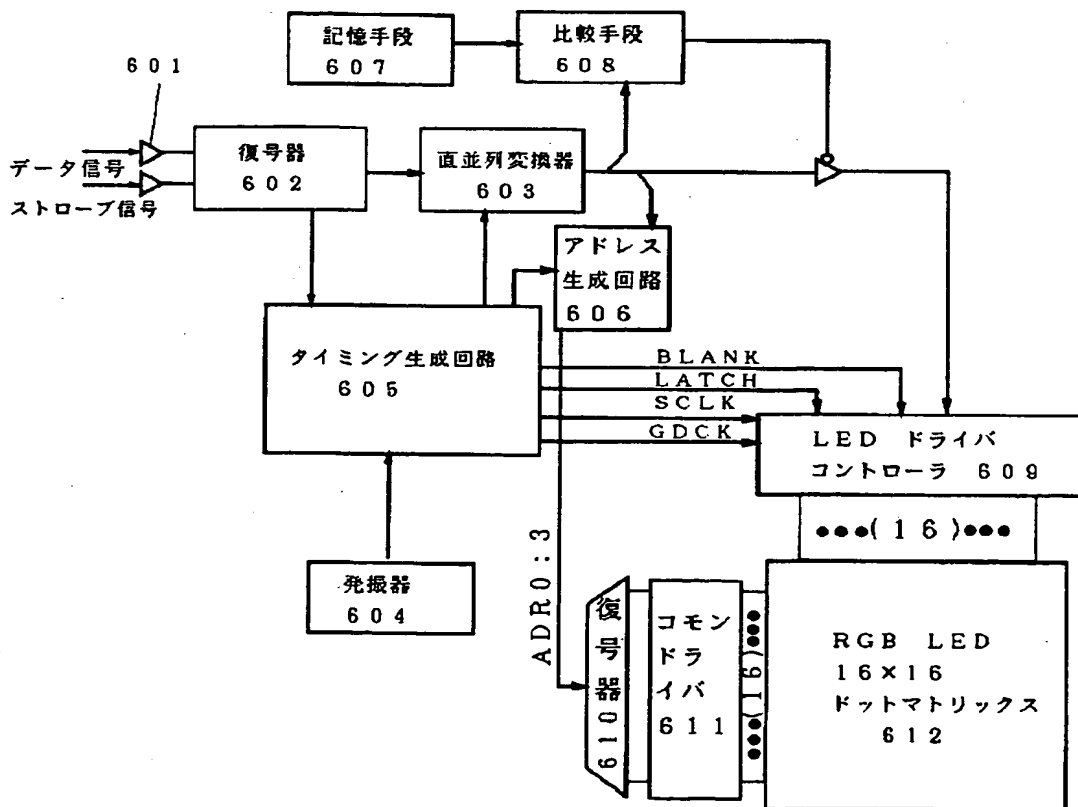 記憶手段
607
比較手段
608
601
データ信号
ストローブ信号
復号器
602
直並列変換器
603
アドレス
生成回路
606
タイミング生成回路
605
BLANK
LATCH
SCLK
GDCK
LED ドライバ
コントローラ 609
•••(16)•••
発振器
604
ADR0:3
復号器610
コモン
ドラ
イバ
611
•••(16)•••
RGB LED
16×16
ドットマトリックス
612